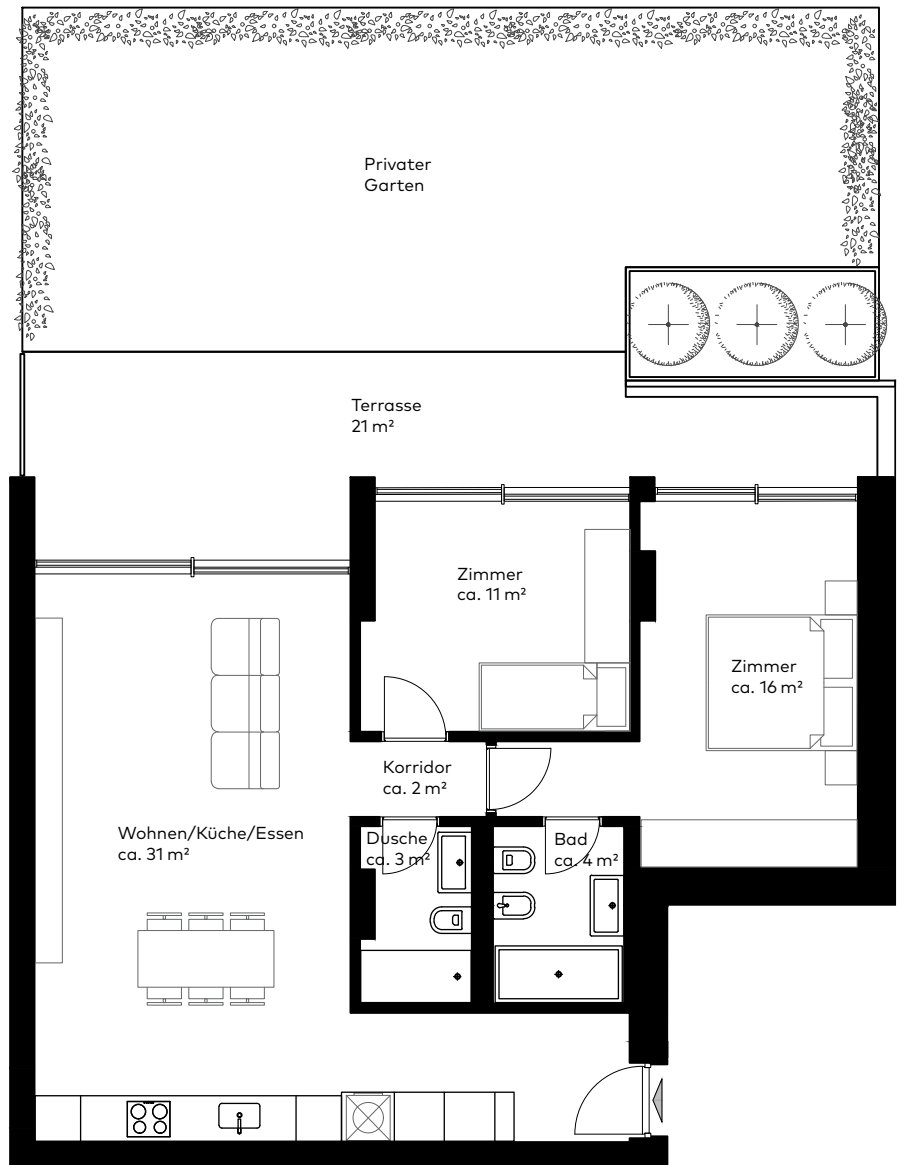 Privater
Garten
Terrasse
21 m²
Zimmer
ca. 11 m²
Zimmer
ca. 16 m²
Korridor
ca. 2 m²
Wohnen/Küche/Essen
ca. 31 m²
Dusche
ca. 3 m²
Bad
ca. 4 m²